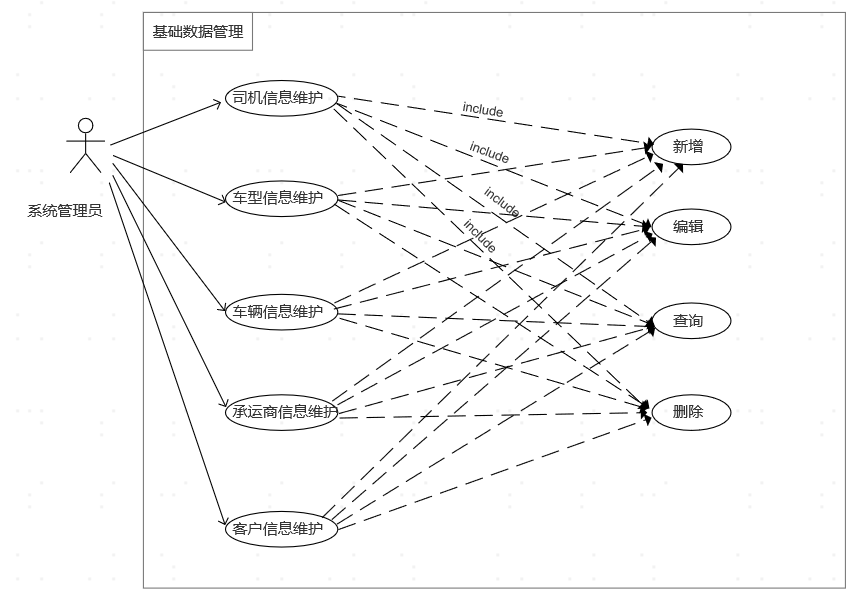 基础数据管理
司机信息维护
include
新增
include
系统管理员
车型信息维护
include
编辑
include
车辆信息维护
查询
承运商信息维护
删除
客户信息维护